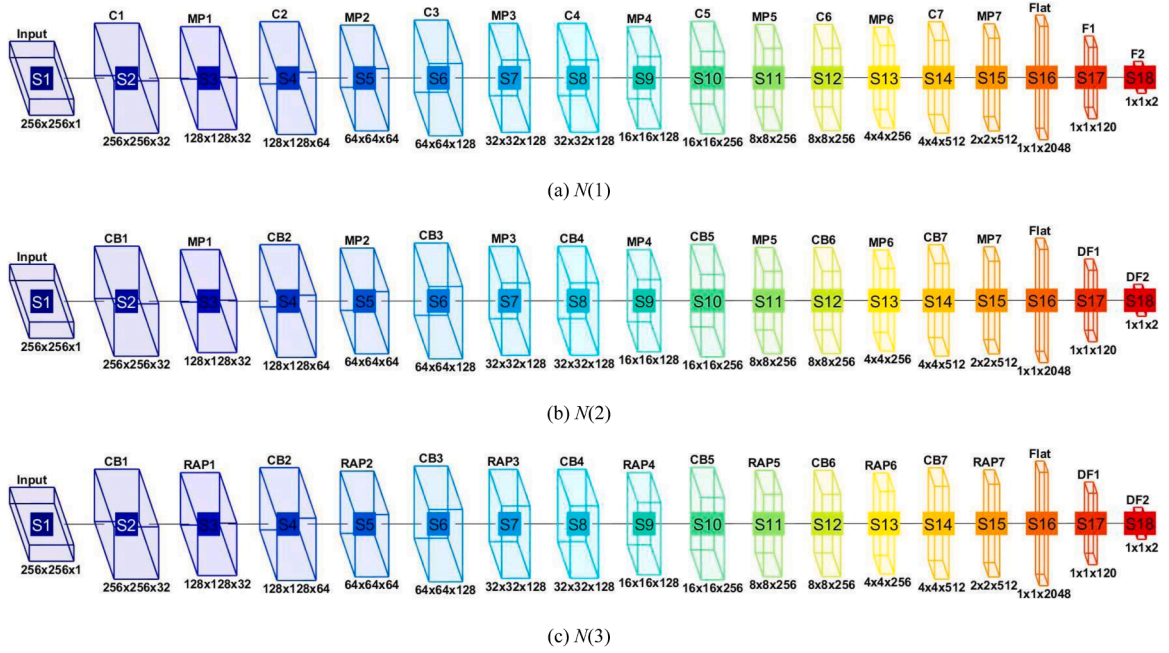 Input C1 MP1 C2 MP2 C3 MP3 C4 MP4 C5 MP5 C6 MP6 C7 MP7 Flat F1 F2
S1 S2 S3 S4 S5 S6 S7 S8 S9 S10 S11 S12 S13 S14 S15 S16 S17 S18
256x256x1 256x256x32 128x128x32 128x128x64 64x64x64 64x64x128 32x32x128 32x32x128 16x16x128 16x16x256 8x8x256 8x8x256 4x4x256 4x4x512 2x2x512 1x1x2048 1x1x120 1x1x2
(a) N(1)
Input CB1 MP1 CB2 MP2 CB3 MP3 CB4 MP4 CB5 MP5 CB6 MP6 CB7 MP7 Flat DF1 DF2
S1 S2 S3 S4 S5 S6 S7 S8 S9 S10 S11 S12 S13 S14 S15 S16 S17 S18
256x256x1 256x256x32 128x128x32 128x128x64 64x64x64 64x64x128 32x32x128 32x32x128 16x16x128 16x16x256 8x8x256 8x8x256 4x4x256 4x4x512 2x2x512 1x1x2048 1x1x120 1x1x2
(b) N(2)
Input CB1 RAP1 CB2 RAP2 CB3 RAP3 CB4 RAP4 CB5 RAP5 CB6 RAP6 CB7 RAP7 Flat DF1 DF2
S1 S2 S3 S4 S5 S6 S7 S8 S9 S10 S11 S12 S13 S14 S15 S16 S17 S18
256x256x1 256x256x32 128x128x32 128x128x64 64x64x64 64x64x128 32x32x128 32x32x128 16x16x128 16x16x256 8x8x256 8x8x256 4x4x256 4x4x512 2x2x512 1x1x2048 1x1x120 1x1x2
(c) N(3)